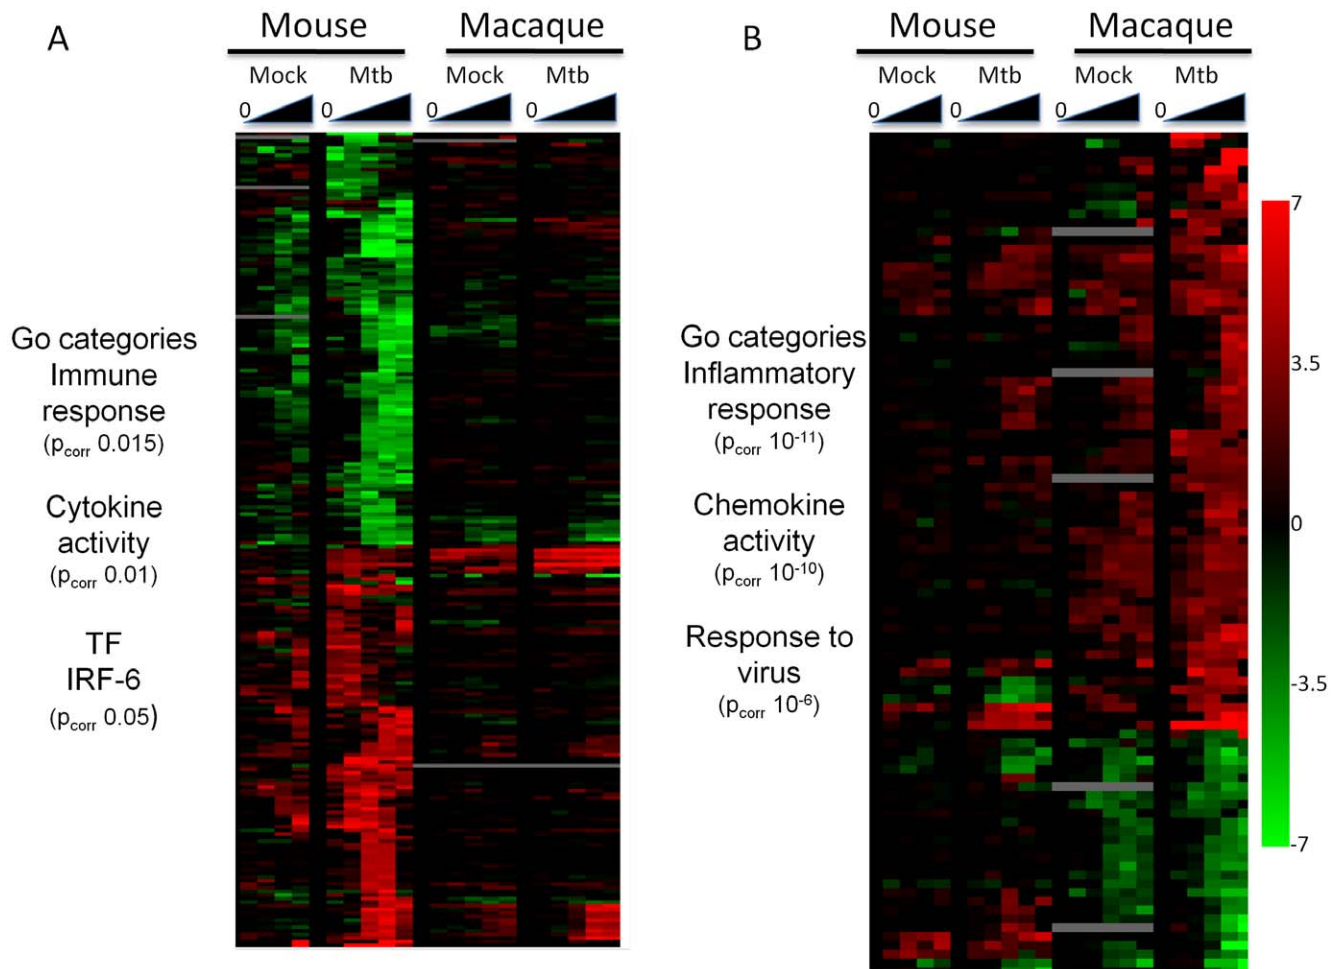 A
Mouse
Macaque
Mock
Mtb
Mock
Mtb
0
0
0
0
Go categories
Immune
response
(pcorr 0.015)
Cytokine
activity
(pcorr 0.01)
TF
IRF-6
(pcorr 0.05)
B
Mouse
Macaque
Mock
Mtb
Mock
Mtb
0
0
0
0
Go categories
Inflammatory
response
(pcorr 10-11)
Chemokine
activity
(pcorr 10-10)
Response to
virus
(pcorr 10-6)
7
3.5
0
-3.5
-7